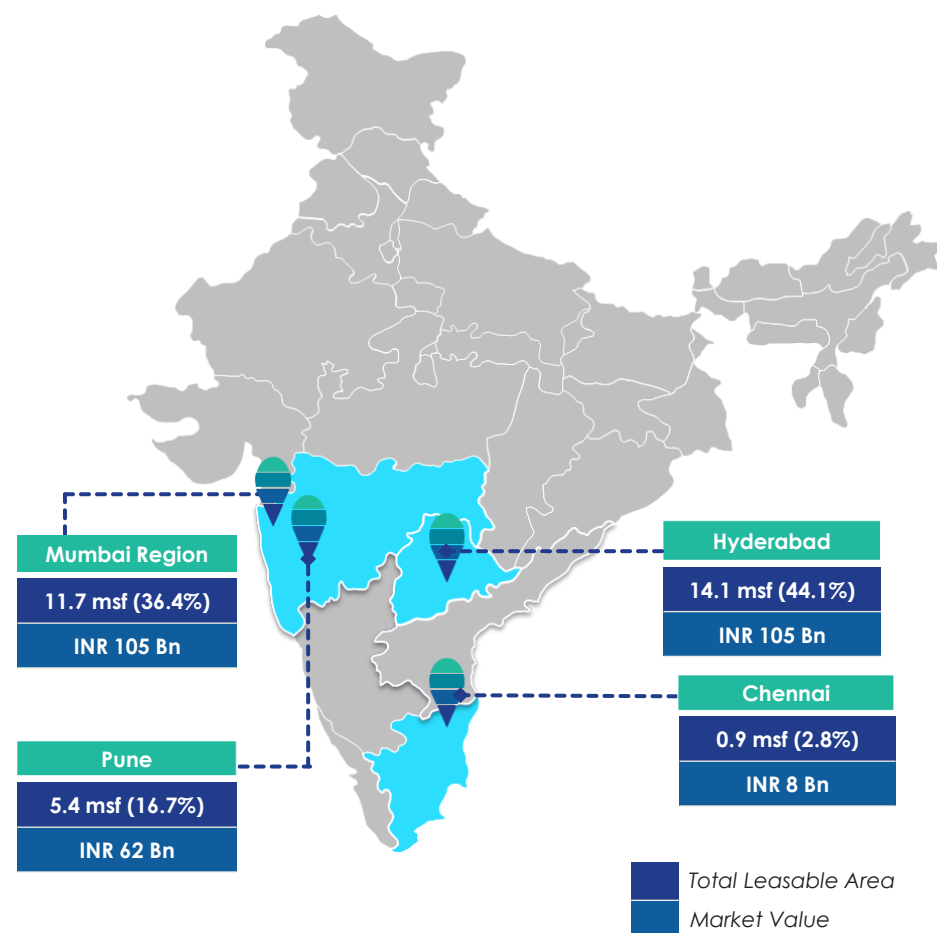 Mumbai Region
11.7 msf (36.4%)
INR 105 Bn
Hyderabad
14.1 msf (44.1%)
INR 105 Bn
Pune
5.4 msf (16.7%)
INR 62 Bn
Chennai
0.9 msf (2.8%)
INR 8 Bn
Total Leasable Area
Market Value